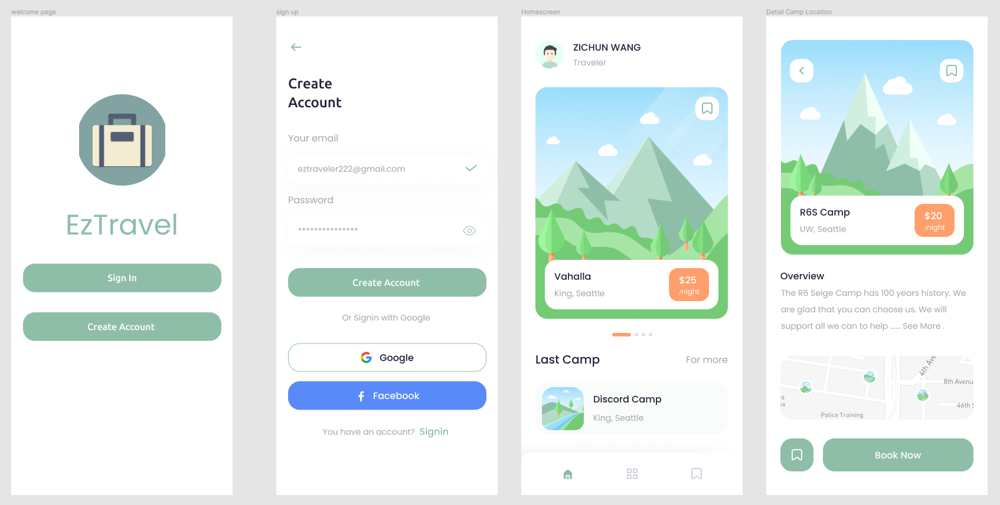 welcome page
EzTravel
Sign In
Create Account
sign up
Create
Account
Your email
eztraveler222@gmail.com
Password
***************
Create Account
Or Signin with Google
Google
Facebook
You have an account? Signin
Homescreen
ZICHUN WANG
Traveler
Vahalla
King, Seattle
$25
/night
Last Camp
For more
Discord Camp
King, Seattle
Detail Camp Location
R6S Camp
UW, Seattle
$20
/night
Overview
The R6 Seige Camp has 100 years history. We
are glad that you can choose us. We will
support all we can to help ...... See More .
4th Ave
8th Avenu
va
va
46th S
Police Training
Book Now